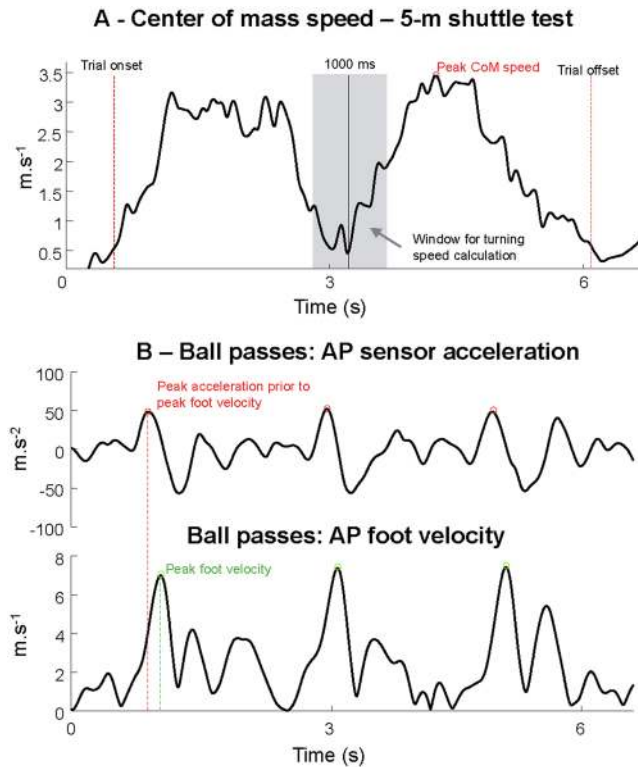 A - Center of mass speed – 5-m shuttle test
Trial onset
1000 ms
Peak CoM speed
Trial offset
3.5
3
2.5
2
1.5
1
0.5
m.s⁻¹
Window for turning
speed calculation
0
3
6
Time (s)
B – Ball passes: AP sensor acceleration
100
50
0
-50
-100
m.s⁻²
Peak acceleration prior to
peak foot velocity
Ball passes: AP foot velocity
8
6
4
2
0
m.s⁻¹
Peak foot velocity
0
3
6
Time (s)